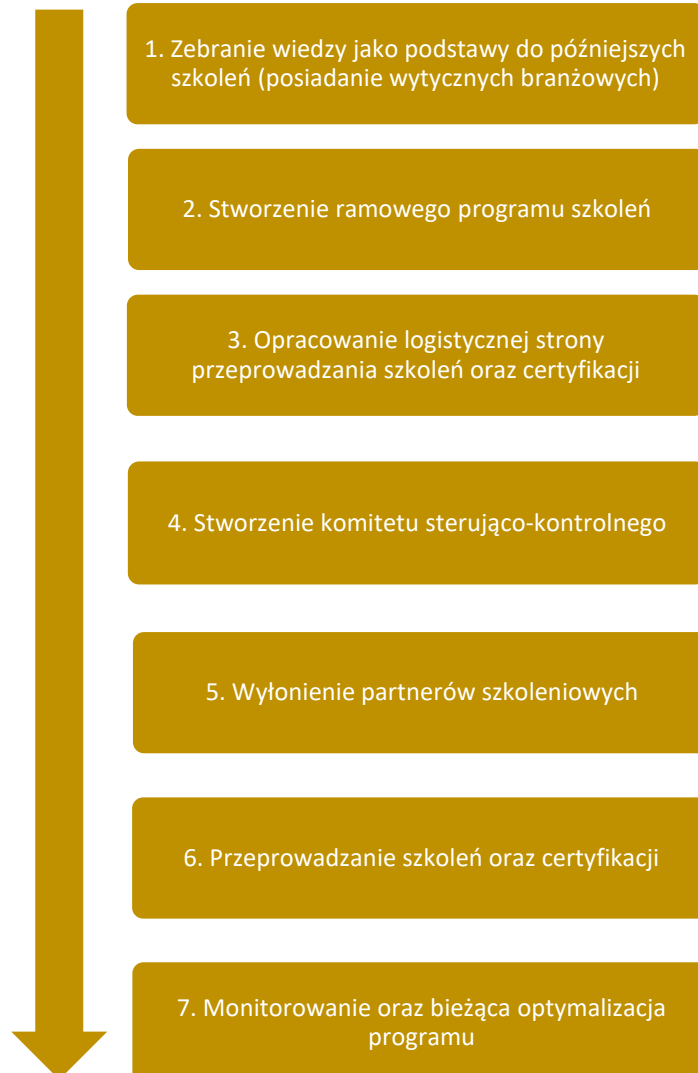 1. Zebranie wiedzy jako podstawy do późniejszych
szkoleń (posiadanie wytycznych branżowych)
2. Stworzenie ramowego programu szkoleń
3. Opracowanie logistycznej strony
przeprowadzania szkoleń oraz certyfikacji
4. Stworzenie komitetu sterująco-kontrolnego
5. Wyłonienie partnerów szkoleniowych
6. Przeprowadzanie szkoleń oraz certyfikacji
7. Monitorowanie oraz bieżąca optymalizacja
programu